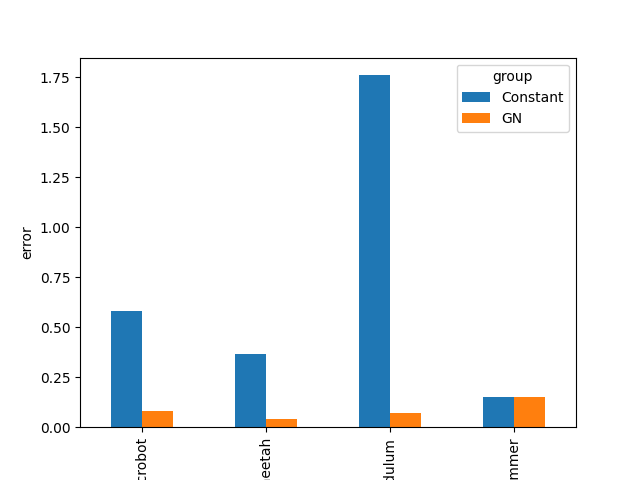 group
Constant
GN
error
1.75
1.50
1.25
1.00
0.75
0.50
0.25
0.00
crobot
eetah
dulum
mmer